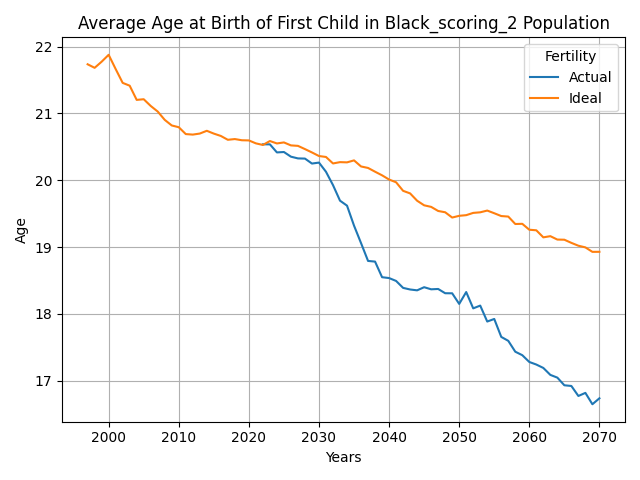 Average Age at Birth of First Child in Black_scoring_2 Population
Fertility
Actual
Ideal
22
21
20
19
18
17
Age
2000 2010 2020 2030 2040 2050 2060 2070
Years